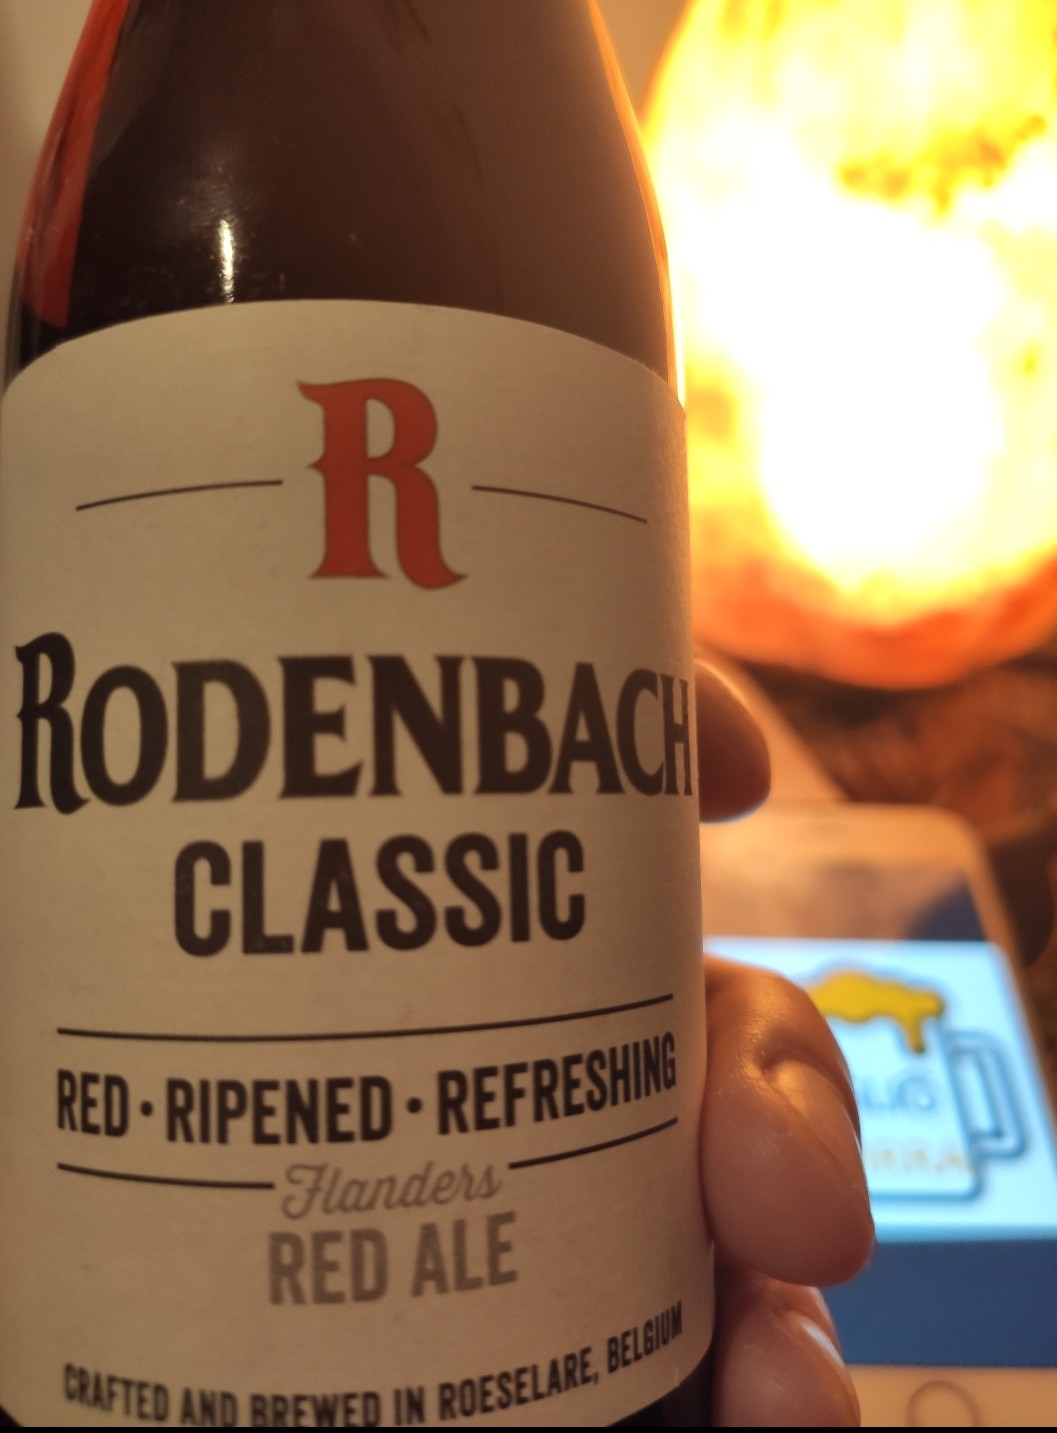 R
RODENBACH
CLASSIC
RED • RIPENED • REFRESHING
Flanders
RED ALE
CRAFTED AND BREWED IN ROESELARE, BELGIUM